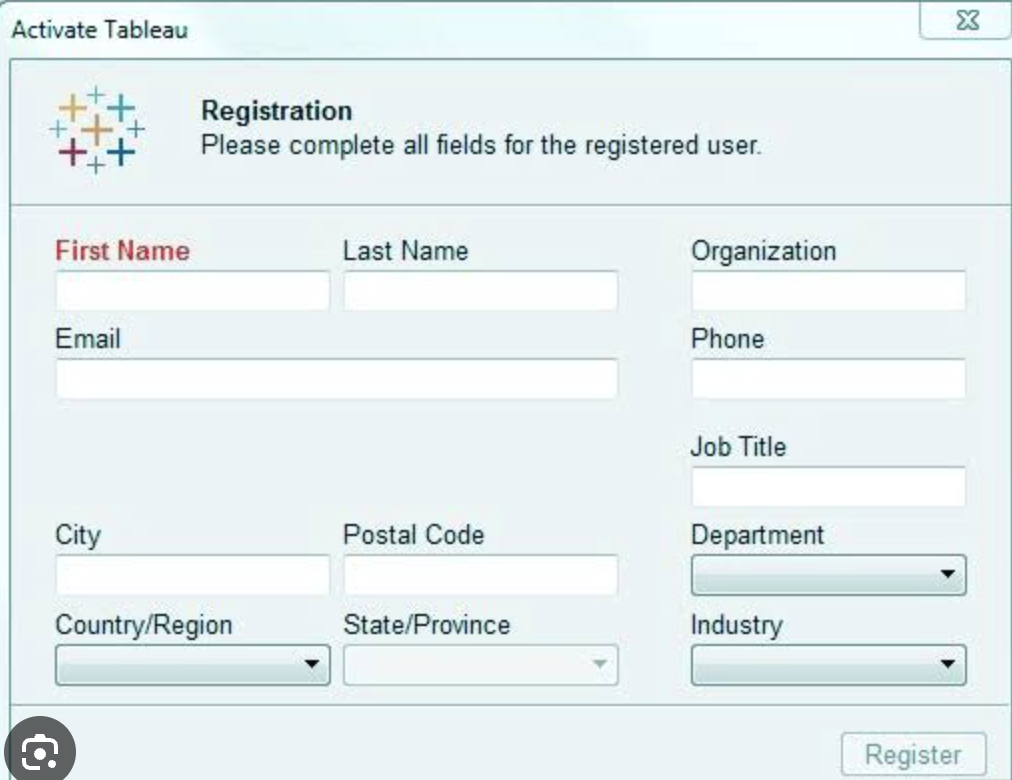 Activate Tableau
Registration
Please complete all fields for the registered user.
First Name Last Name Organization
Email Phone
Job Title
City Postal Code Department
Country/Region State/Province Industry
Register